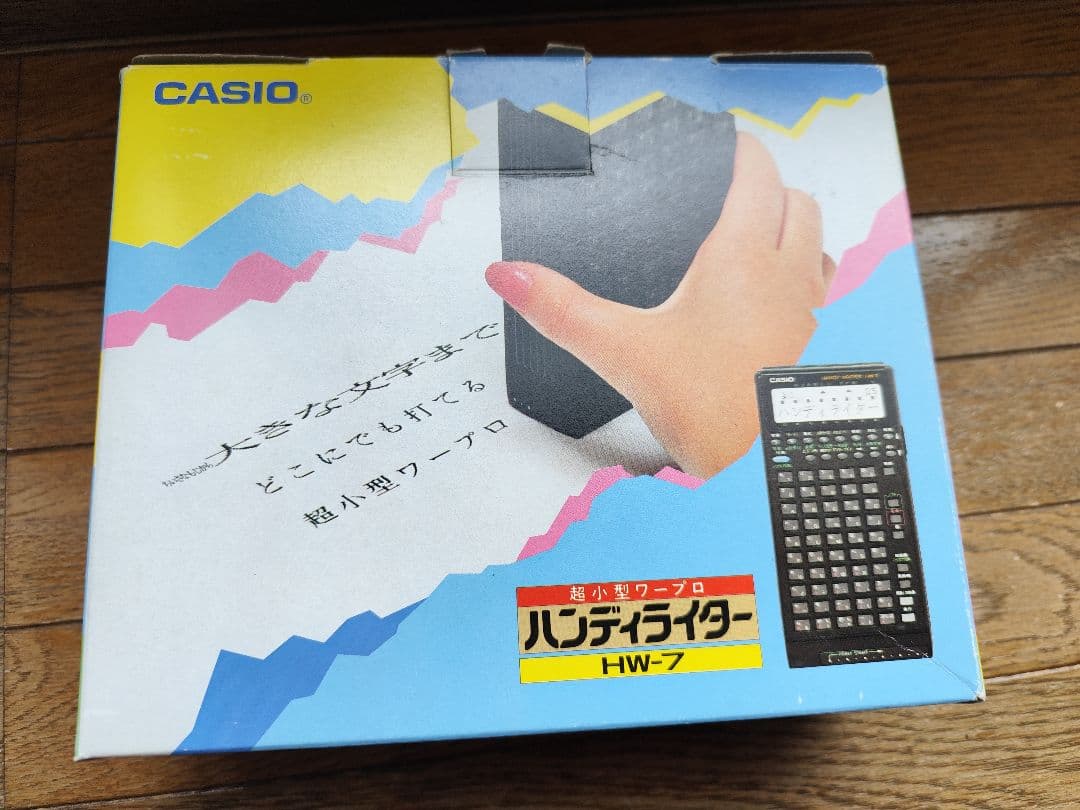 CASIO®
大きな文字まで
どこにでも打てる
超小型ワープロ
CASIO
ハンディライター
超小型ワープロ
ハンディライター
HW-7